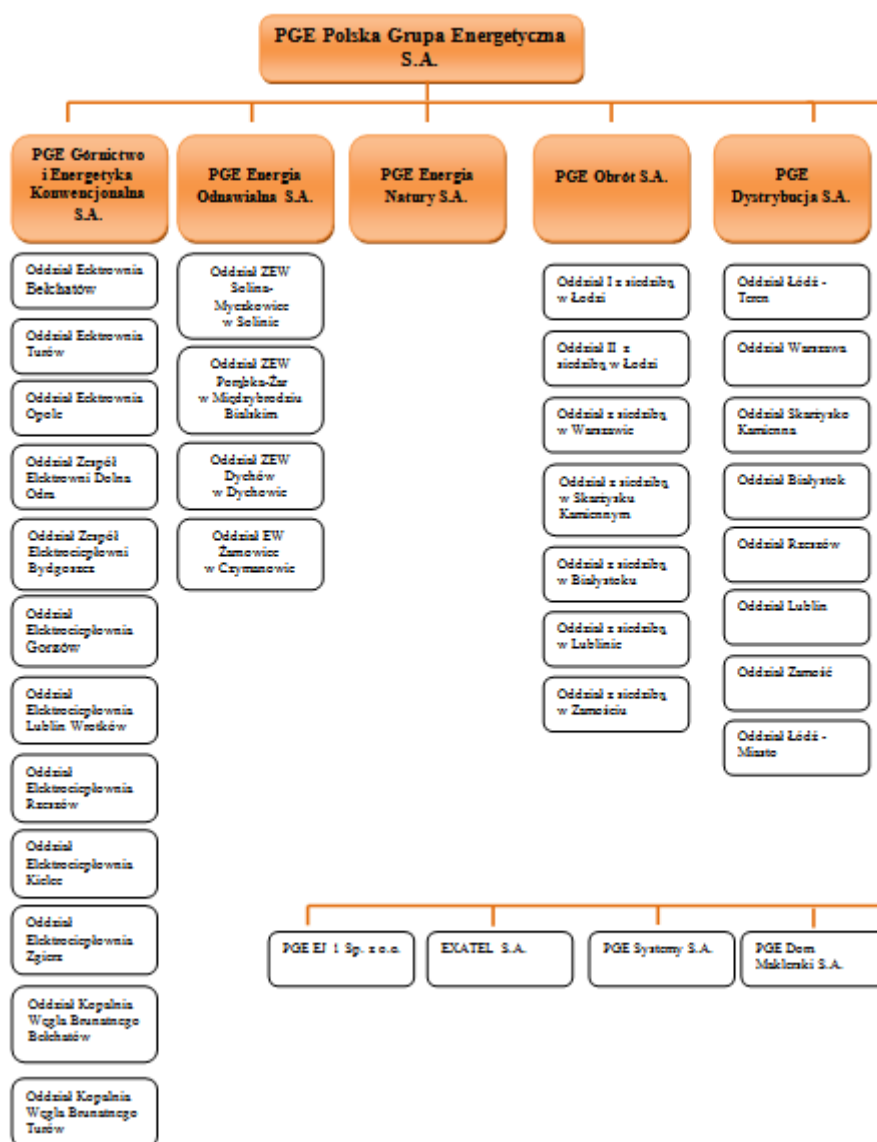 PGE Polska Grupa Energetyczna
S.A.
PGE Górnictwo
i Energetyka
Konwencjonalna
S.A.
PGE Energia
Odnawialna S.A.
PGE Energia
Natury S.A.
PGE Obrót S.A.
PGE
Dystrybucja S.A.
Oddział Elektrownia
Bełchatów
Oddział Elektrownia
Turów
Oddział Elektrownia
Opole
Oddział Zespół
Elektrowni Dolna
Odra
Oddział Zespół
Elektrociepłowni
Bydgoszcz
Oddział
Elektrociepłownia
Gorzów
Oddział
Elektrociepłownia
Lublin Wrotków
Oddział
Elektrociepłownia
Rzeszów
Oddział
Elektrociepłownia
Kielce
Oddział
Elektrociepłownia
Zgierz
Oddział Kopalnia
Węgla Brunatnego
Bełchatów
Oddział Kopalnia
Węgla Brunatnego
Turów
Oddział ZEW
Solina-
Myczkowce
w Solinie
Oddział ZEW
Porąbka-Żar
w Międzybrodziu
Bialskim
Oddział ZEW
Dychów
w Dychowie
Oddział EW
Żarnowiec
w Czymanowie
Oddział I z siedzibą
w Łodzi
Oddział II z
siedzibą w Łodzi
Oddział z siedzibą
w Warszawie
Oddział z siedzibą
w Skarżysku
Kamiennym
Oddział z siedzibą
w Białystoku
Oddział z siedzibą
w Lublinie
Oddział z siedzibą
w Zamościu
Oddział Łódź -
Teren
Oddział Warszawa
Oddział Skarżysko
Kamienna
Oddział Białystok
Oddział Rzeszów
Oddział Lublin
Oddział Zamość
Oddział Łódź -
Miasto
PGE EJ 1 Sp. z o.o.
EXATEL S.A.
PGE Systemy S.A.
PGE Dom
Maklerski S.A.